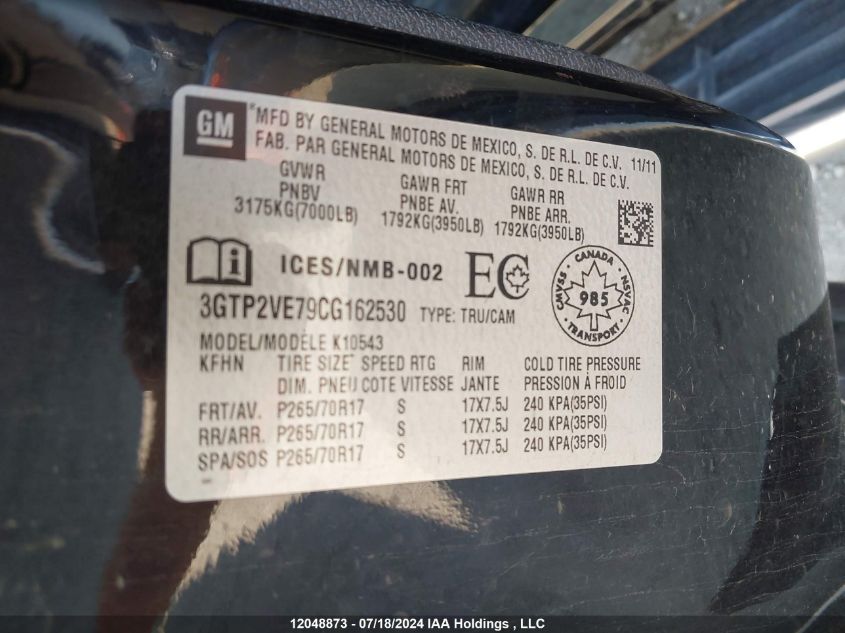 GM
*MFD BY GENERAL MOTORS DE MEXICO, S. DE R.L. DE C.V. 11/11
FAB. PAR GENERAL MOTORS DE MEXICO, S. DE R.L. DE C.V.
GVWR GAWR FRT GAWR RR
PNBV PNBE AV. PNBE ARR.
3175KG(7000LB) 1792KG(3950LB) 1792KG(3950LB)
ICES/NMB-002 EC
CANADA CMVSS 985 NSVAC TRANSPORT
3GTP2VE79CG162530 TYPE: TRU/CAM
MODEL/MODÈLE K10543
KFHN TIRE SIZE SPEED RTG RIM COLD TIRE PRESSURE
DIM. PNEU COTE VITESSE JANTE PRESSION À FROID
FRT/AV. P265/70R17 S 17X7.5J 240 KPA(35PSI)
RR/ARR. P265/70R17 S 17X7.5J 240 KPA(35PSI)
SPA/SOS P265/70R17 S 17X7.5J 240 KPA(35PSI)
12048873 - 07/18/2024 IAA Holdings , LLC